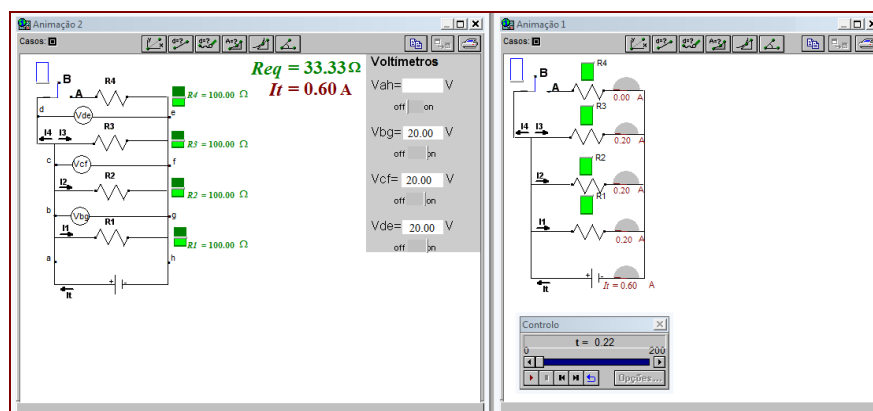 Animação 2
Casos:
Req = 33.33 Ω
It = 0.60 A
B
A
R4
R4 = 100.00 Ω
d
Vde
e
I4 I3
R3
R3 = 100.00 Ω
c
Vcf
f
I2
R2
R2 = 100.00 Ω
b
Vbg
g
I1
R1
R1 = 100.00 Ω
a
h
+ -
It
Voltímetros
Vah= V
off on
Vbg= 20.00 V
off on
Vcf= 20.00 V
off on
Vde= 20.00 V
off on
Animação 1
Casos:
B
A
R4
0.00 A
R3
I4 I3
0.20 A
R2
I2
0.20 A
R1
I1
0.20 A
+ -
It
It = 0.60 A
Controlo
t = 0.22
0 200
Opções...